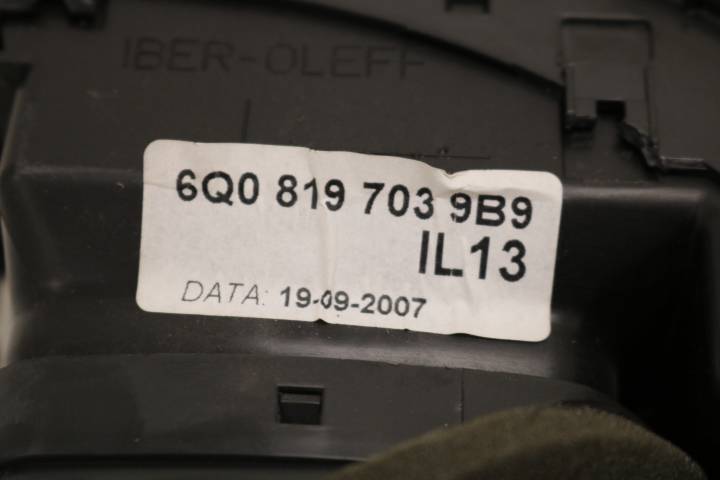 IBER-OLEFF
6Q0 819 703 9B9
IL13
DATA: 19-09-2007